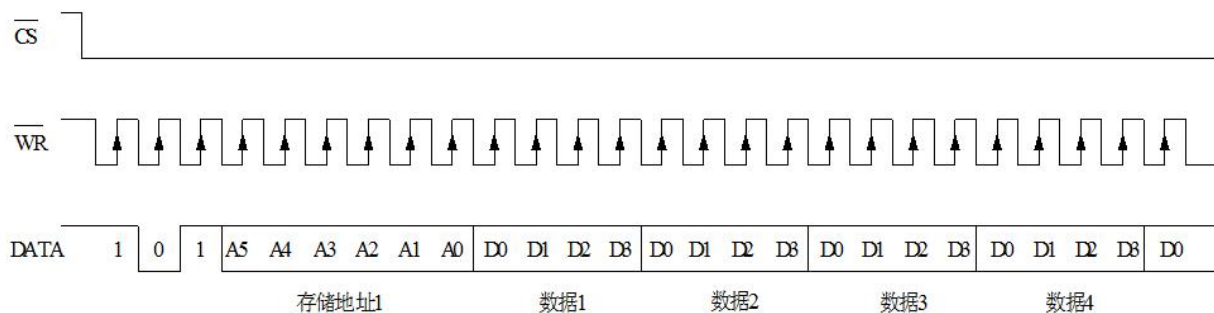 CS
WR
DATA 1 0 1 A5 A4 A3 A2 A1 A0 D0 D1 D2 D3 D0 D1 D2 D3 D0 D1 D2 D3 D0 D1 D2 D3 D0
存储地址1 数据1 数据2 数据3 数据4